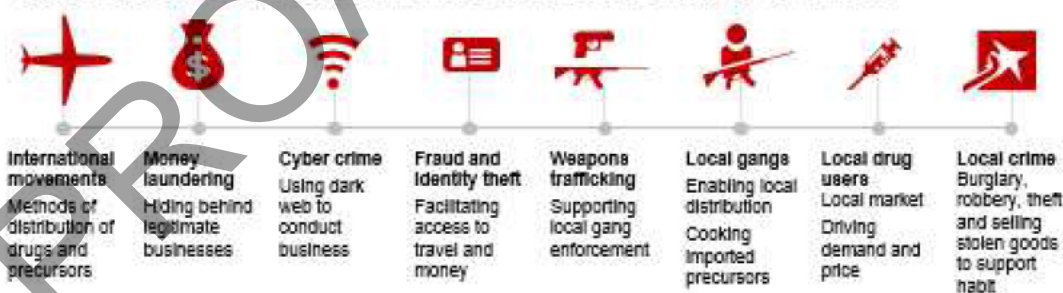 International
movements
Methods of
distribution of
drugs and
precursors
Money
laundering
Hiding behind
legitimate
businesses
Cyber crime
Using dark
web to
conduct
business
Fraud and
identity theft
Facilitating
access to
travel and
money
Weapons
trafficking
Supporting
local gang
enforcement
Local gangs
Enabling local
distribution
Cooking
imported
precursors
Local drug
users
Local market
Driving
demand and
price
Local crime
Burglary,
robbery, theft
and selling
stolen goods
to support
habit